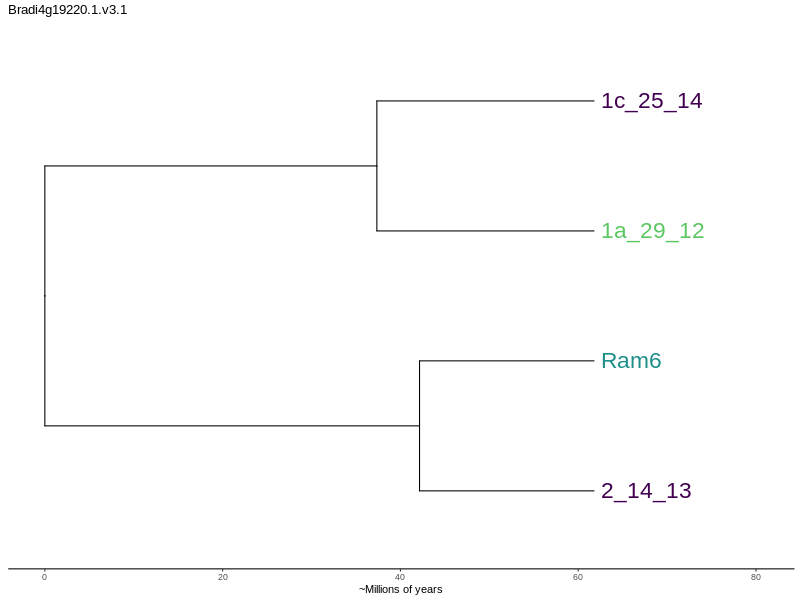 Bradi4g19220.1.v3.1
1c_25_14
1a_29_12
Ram6
2_14_13
0 20 40 60 80
~Millions of years